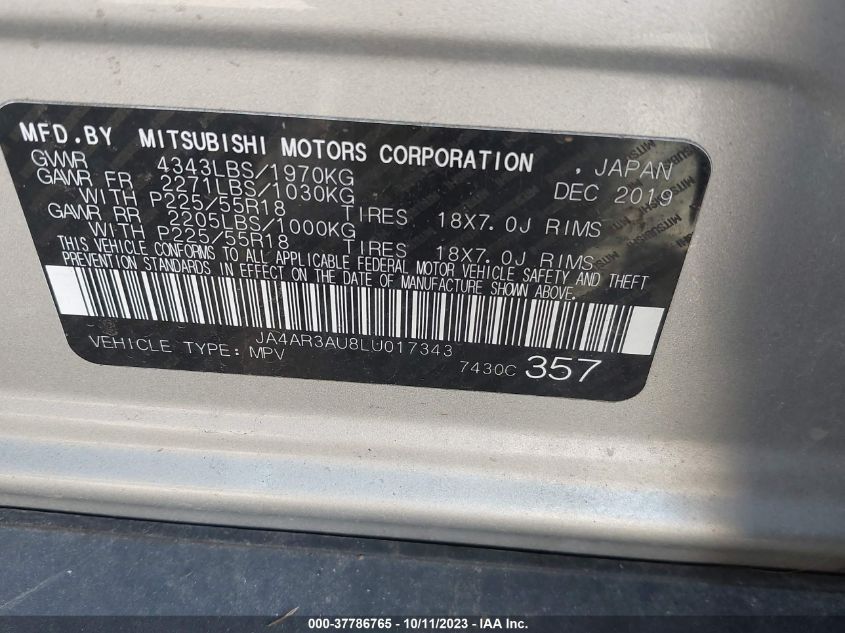 MFD.BY MITSUBISHI MOTORS CORPORATION , JAPAN
GVWR 4343LBS/1970KG DEC 2019
GAWR FR 2271LBS/1030KG
WITH P225/55R18 TIRES 18X7.0J RIMS
GAWR RR 2205LBS/1000KG
WITH P225/55R18 TIRES 18X7.0J RIMS
THIS VEHICLE CONFORMS TO ALL APPLICABLE FEDERAL MOTOR VEHICLE SAFETY AND THEFT
PREVENTION STANDARDS IN EFFECT ON THE DATE OF MANUFACTURE SHOWN ABOVE.
JA4AR3AU8LU017343
VEHICLE TYPE: MPV 7430C 357
000-37786765 - 10/11/2023 - IAAI.com